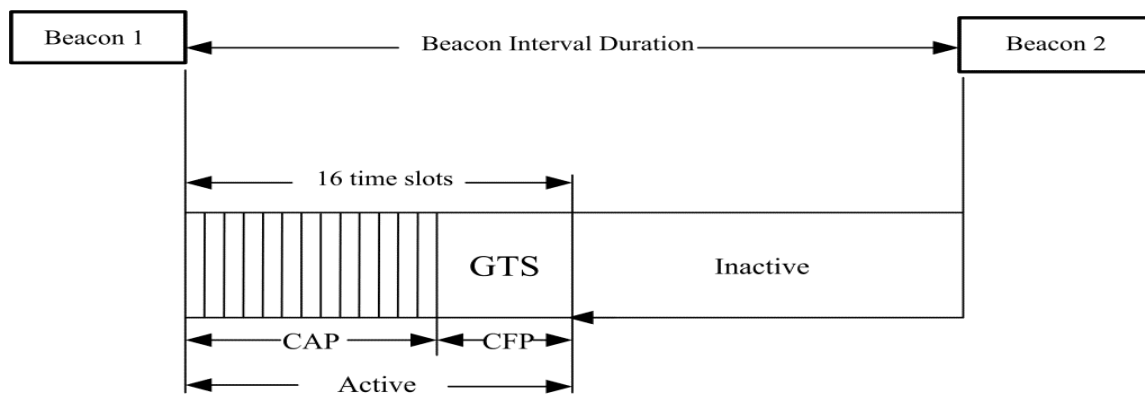 Beacon 1
Beacon Interval Duration
Beacon 2
16 time slots
GTS
Inactive
CAP
CFP
Active